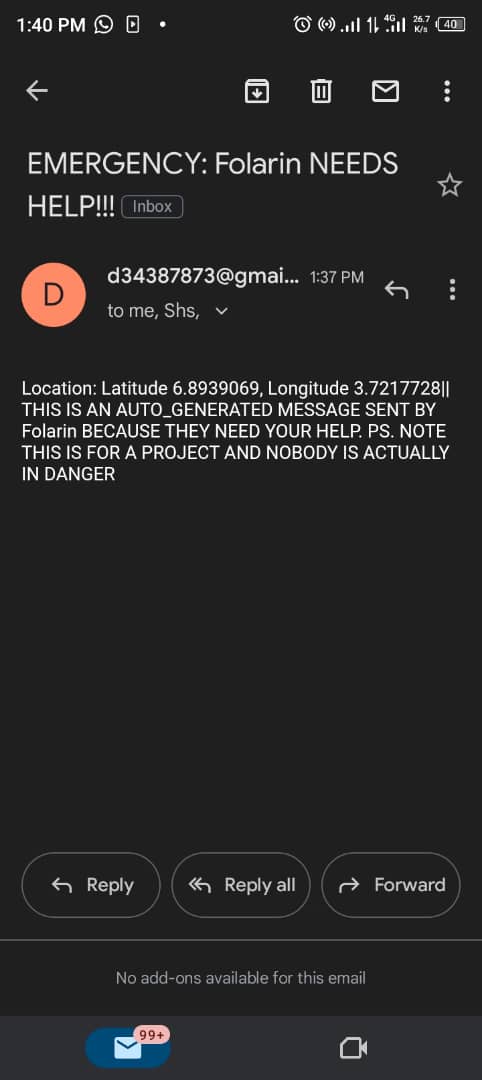 1:40 PM
4G
26.7
K/s
40
EMERGENCY: Folarin NEEDS
HELP!!! Inbox
D
d34387873@gmai... 1:37 PM
to me, Shs,
Location: Latitude 6.8939069, Longitude 3.7217728||
THIS IS AN AUTO_GENERATED MESSAGE SENT BY
Folarin BECAUSE THEY NEED YOUR HELP. PS. NOTE
THIS IS FOR A PROJECT AND NOBODY IS ACTUALLY
IN DANGER
Reply
Reply all
Forward
No add-ons available for this email
99+